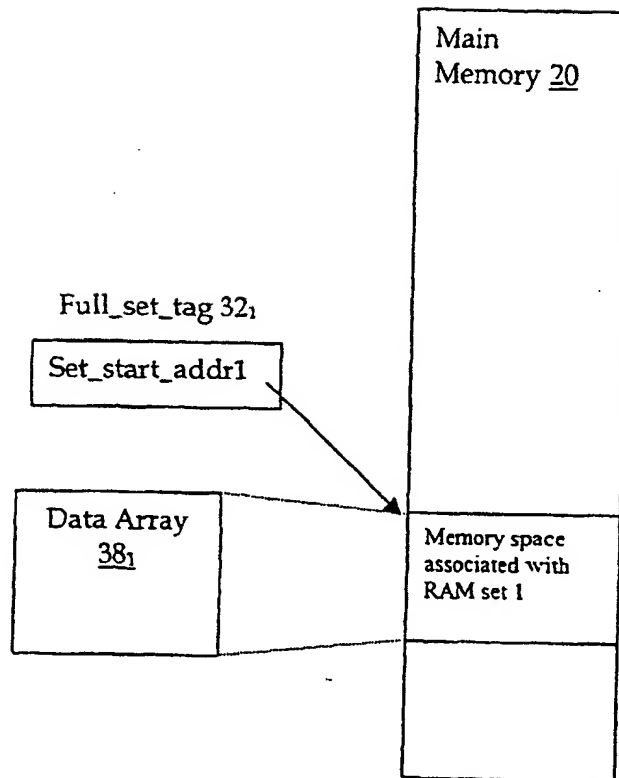 Main
Memory 20
Full_set_tag 32₁
Set_start_addr1
Data Array
38₁
Memory space
associated with
RAM set 1